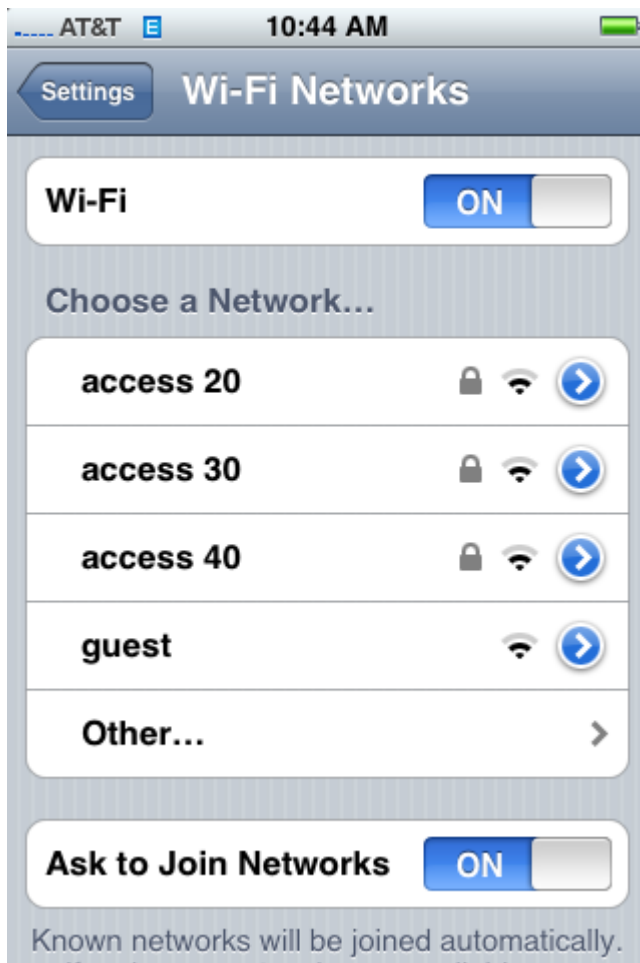 AT&T E 10:44 AM
Settings Wi-Fi Networks
Wi-Fi ON
Choose a Network...
access 20
access 30
access 40
guest
Other...
Ask to Join Networks ON
Known networks will be joined automatically.